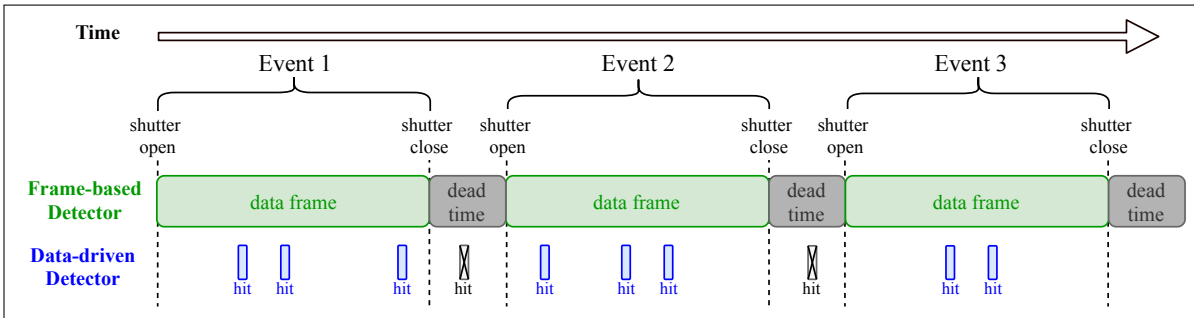 Time
Event 1
Event 2
Event 3
shutter open
shutter close
shutter open
shutter close
shutter open
shutter close
Frame-based Detector
data frame
dead time
data frame
dead time
data frame
dead time
Data-driven Detector
hit
hit
hit
hit
hit
hit
hit
hit
hit
hit